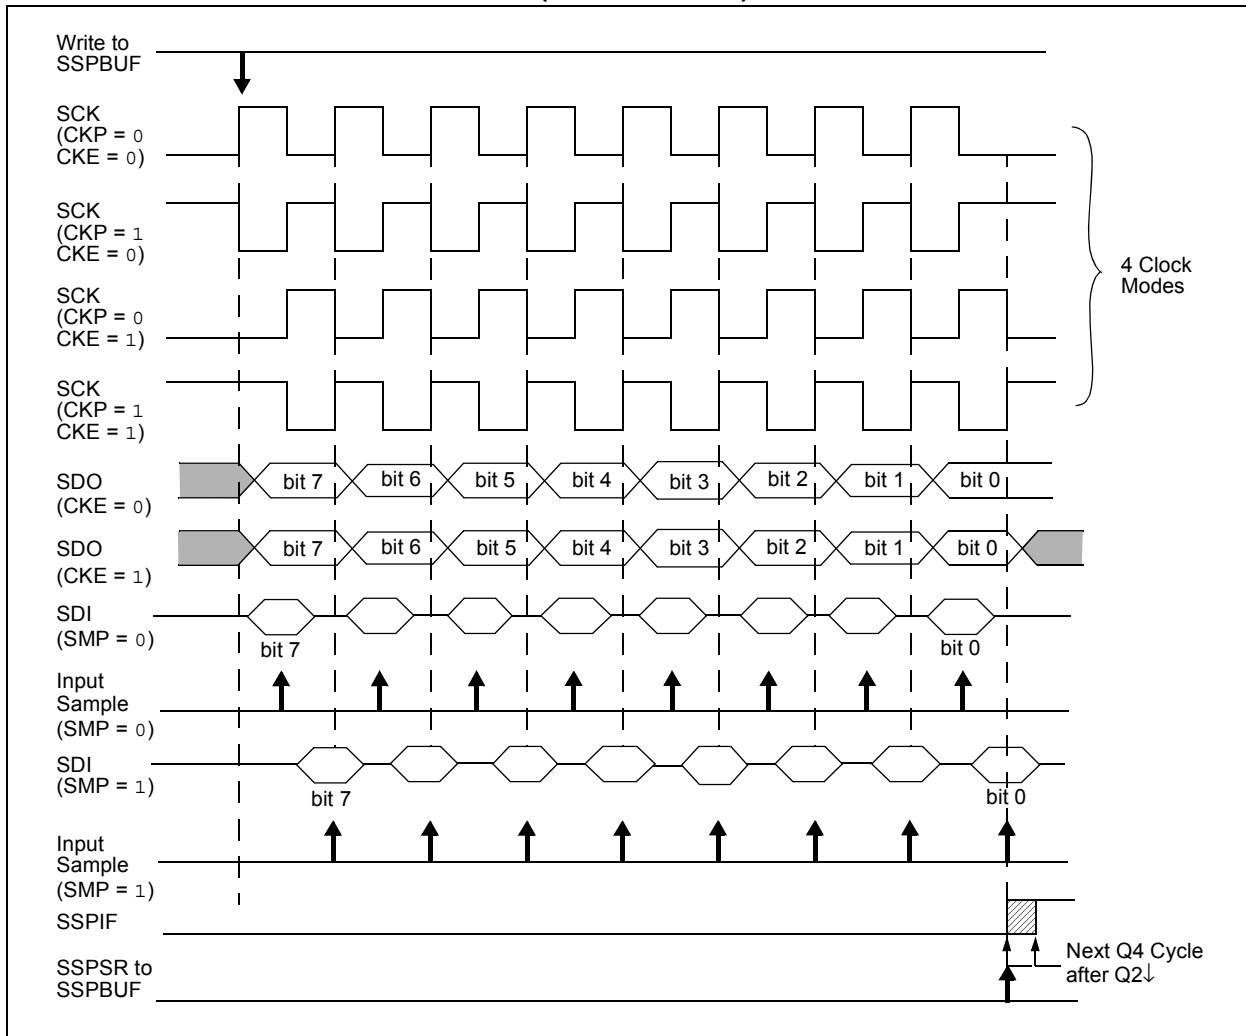 Write to
SSPBUF
SCK
(CKP = 0
CKE = 0)
SCK
(CKP = 1
CKE = 0)
SCK
(CKP = 0
CKE = 1)
SCK
(CKP = 1
CKE = 1)
4 Clock
Modes
SDO
(CKE = 0)
bit 7 bit 6 bit 5 bit 4 bit 3 bit 2 bit 1 bit 0
SDO
(CKE = 1)
bit 7 bit 6 bit 5 bit 4 bit 3 bit 2 bit 1 bit 0
SDI
(SMP = 0)
bit 7 bit 0
Input
Sample
(SMP = 0)
SDI
(SMP = 1)
bit 7 bit 0
Input
Sample
(SMP = 1)
SSPIF
Next Q4 Cycle
after Q2↓
SSPSR to
SSPBUF